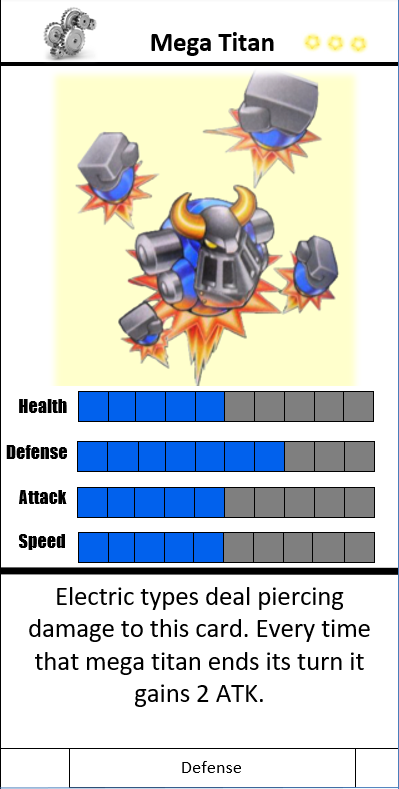 Mega Titan
Health
Defense
Attack
Speed
Electric types deal piercing
damage to this card. Every time
that mega titan ends its turn it
gains 2 ATK.
Defense